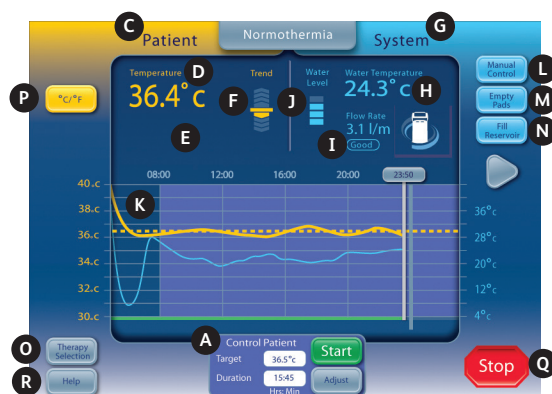 C
Patient
Normothermia
System
G
Temperature
D
36.4°c
E
F
Trend
J
Water
Level
Water Temperature
24.3°c
H
Flow Rate
3.1 l/m
Good
I
P
°C/°F
Manual
Control
L
Empty
Pads
M
Fill
Reservoir
N
08:00
12:00
16:00
20:00
23:50
K
40.c
38.c
36.c
34.c
32.c
30.c
36°c
28°c
20°c
12°c
4°c
A
Control Patient
Target
36.5°c
Start
Duration
15:45
Hrs: Min
Adjust
O
Therapy
Selection
R
Help
Stop
Q